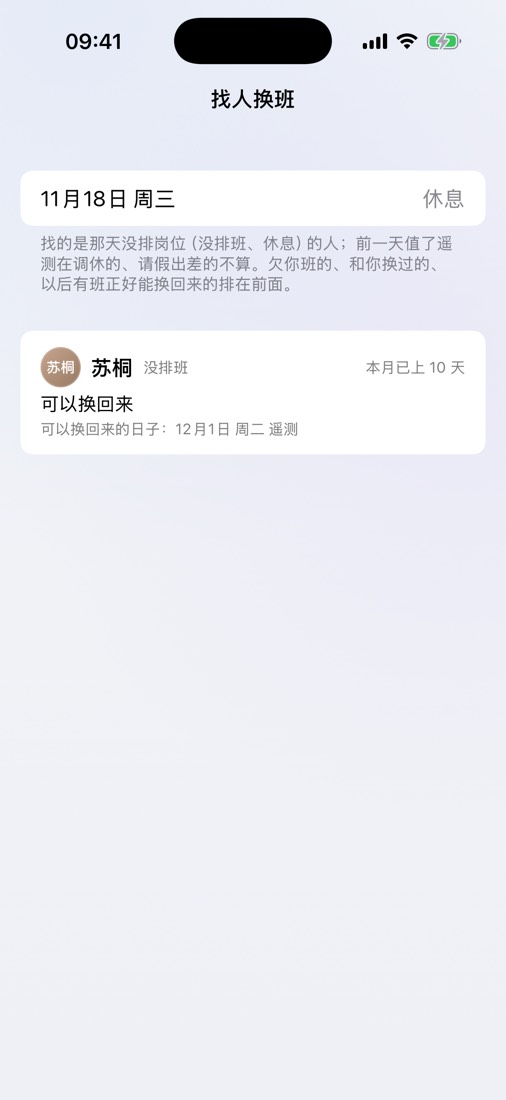 09:41
找人换班
11月18日 周三 休息
找的是那天没排岗位（没排班、休息）的人；前一天值了遥
测在调休的、请假出差的不算。欠你班的、和你换过的、
以后有班正好能换回来的排在前面。
苏桐 苏桐 没排班 本月已上 10 天
可以换回来
可以换回来的日子：12月1日 周二 遥测